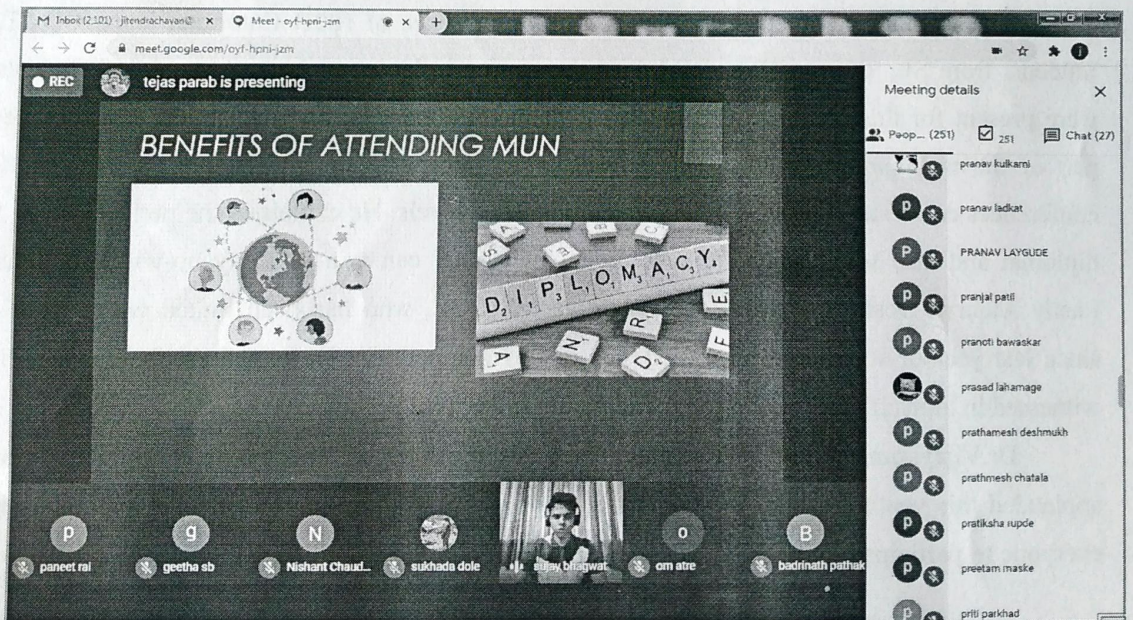 Inbox (2,101) - jitendrachavan@
Meet - oyf-hpni-jzm
meet.google.com/oyf-hpni-jzm
REC
tejas parab is presenting
BENEFITS OF ATTENDING MUN
DIPLOMACY
Meeting details
Peop... (251)
251
Chat (27)
pranav kulkarni
pranav ladkat
PRANAV LAYGUDE
pranjal patil
pranoti bawaskar
prasad lahamage
prathamesh deshmukh
prathmesh chatala
pratiksha rupde
preetam maske
priti parkhad
paneet rai
geetha sb
Nishant Chaud...
sukhada dole
sujay bhagwat
om atre
badrinath pathak